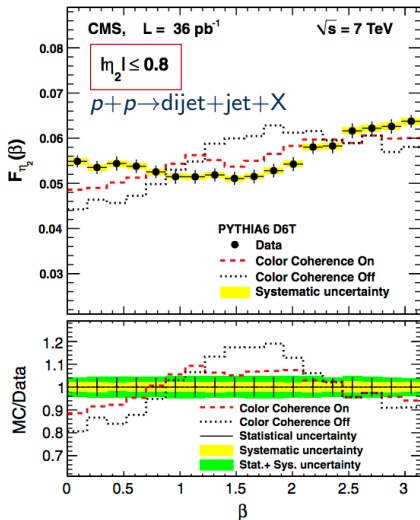 CMS, L = 36 pb⁻¹ √s = 7 TeV
|η₂| ≤ 0.8
p+p→dijet+jet+X
F_η₂(β)
0.09
0.08
0.07
0.06
0.05
0.04
0.03
PYTHIA6 D6T
Data
Color Coherence On
Color Coherence Off
Systematic uncertainty
MC/Data
1.2
1.1
1
0.9
0.8
0.7
Color Coherence On
Color Coherence Off
Statistical uncertainty
Systematic uncertainty
Stat.+ Sys. uncertainty
0 0.5 1 1.5 2 2.5 3
β